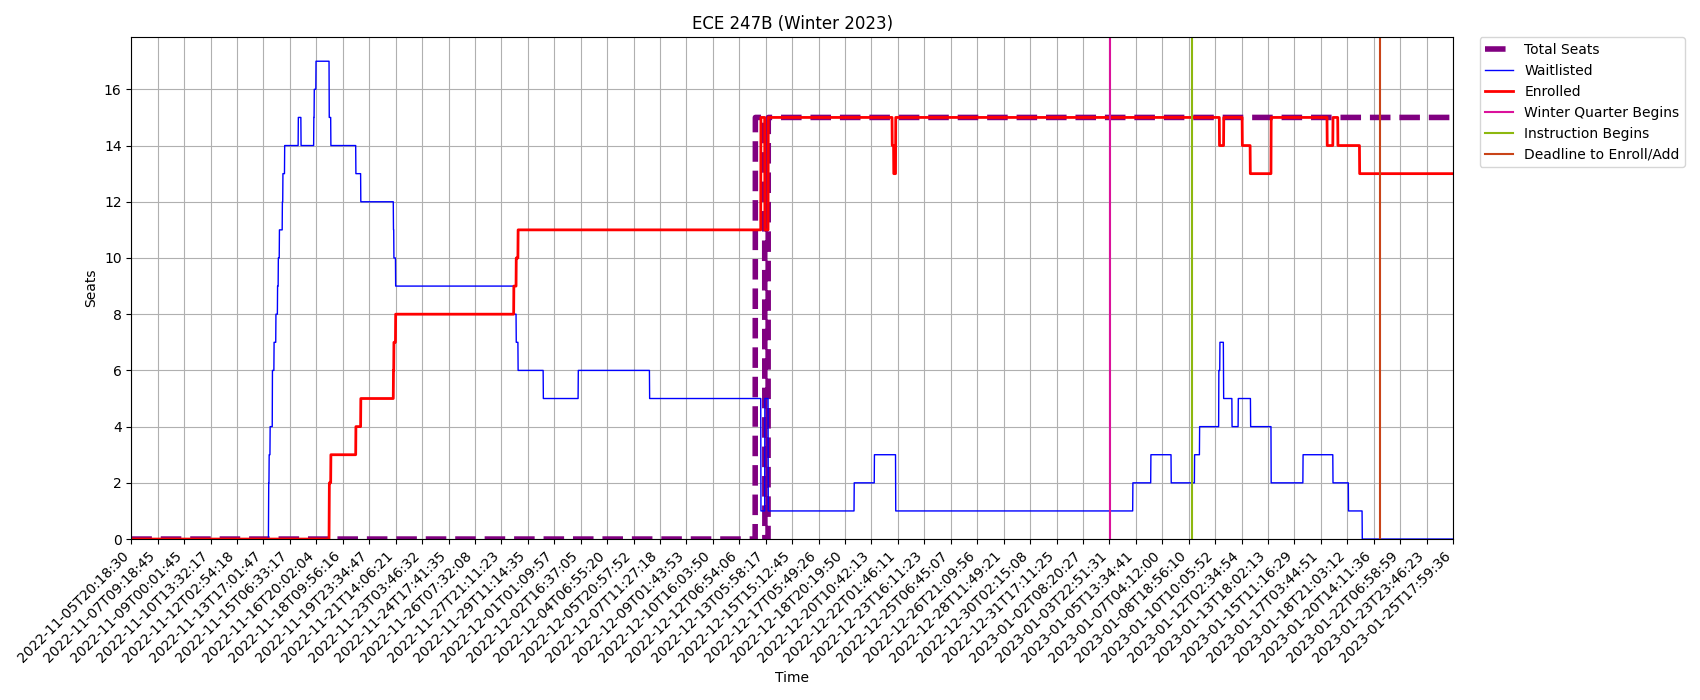 ECE 247B (Winter 2023)
Total Seats
Waitlisted
Enrolled
Winter Quarter Begins
Instruction Begins
Deadline to Enroll/Add
Seats
16
14
12
10
8
6
4
2
0
2022-11-05T20:18:30
2022-11-07T09:18:45
2022-11-09T00:01:45
2022-11-10T13:32:17
2022-11-12T02:54:18
2022-11-13T17:01:47
2022-11-15T06:33:17
2022-11-16T20:02:04
2022-11-18T09:56:16
2022-11-19T23:34:47
2022-11-21T14:06:21
2022-11-23T03:46:32
2022-11-24T17:41:35
2022-11-26T07:32:08
2022-11-27T21:11:23
2022-11-29T11:14:35
2022-12-01T01:09:57
2022-12-02T16:37:05
2022-12-04T06:55:20
2022-12-05T20:57:52
2022-12-07T11:27:18
2022-12-09T01:43:53
2022-12-10T16:03:50
2022-12-12T06:54:06
2022-12-13T05:58:17
2022-12-15T15:12:45
2022-12-17T05:49:26
2022-12-18T20:19:50
2022-12-20T10:42:13
2022-12-22T01:46:11
2022-12-23T16:11:23
2022-12-25T06:45:07
2022-12-26T21:09:56
2022-12-28T11:49:21
2022-12-30T02:15:08
2022-12-31T17:11:25
2023-01-02T08:20:27
2023-01-03T22:51:31
2023-01-05T13:34:41
2023-01-07T04:12:00
2023-01-08T18:56:10
2023-01-10T10:05:52
2023-01-12T02:34:54
2023-01-13T18:02:13
2023-01-15T11:16:29
2023-01-17T03:44:51
2023-01-18T21:03:12
2023-01-20T14:11:36
2023-01-22T06:58:59
2023-01-23T23:46:23
2023-01-25T17:59:36
Time